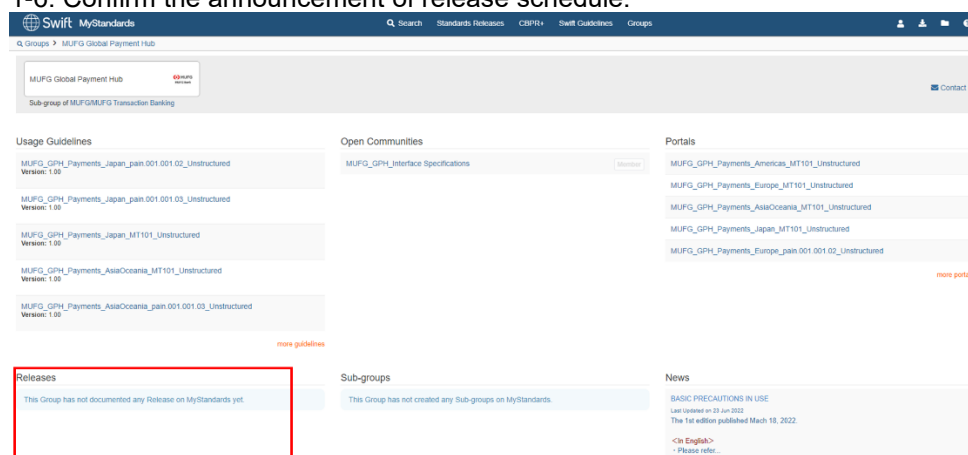 1-6. Confirm the announcement of release schedule.
Swift MyStandards
Search Standards Releases CBPR+ Swift Guidelines Groups
Groups > MUFG Global Payment Hub
MUFG Global Payment Hub
MUFG
Sub-group of MUFG/MUFG Transaction Banking
Contact
Usage Guidelines
MUFG_GPH_Payments_Japan_pain.001.001.02_Unstructured
Version: 1.00
MUFG_GPH_Payments_Japan_pain.001.001.03_Unstructured
Version: 1.00
MUFG_GPH_Payments_Japan_MT101_Unstructured
Version: 1.00
MUFG_GPH_Payments_AsiaOceania_MT101_Unstructured
Version: 1.00
MUFG_GPH_Payments_AsiaOceania_pain.001.001.03_Unstructured
Version: 1.00
more guidelines
Open Communities
MUFG_GPH_Interface Specifications
Member
Portals
MUFG_GPH_Payments_Americas_MT101_Unstructured
MUFG_GPH_Payments_Europe_MT101_Unstructured
MUFG_GPH_Payments_AsiaOceania_MT101_Unstructured
MUFG_GPH_Payments_Japan_MT101_Unstructured
MUFG_GPH_Payments_Europe_pain.001.001.02_Unstructured
more porta
Releases
This Group has not documented any Release on MyStandards yet.
Sub-groups
This Group has not created any Sub-groups on MyStandards.
News
BASIC PRECAUTIONS IN USE
Last Updated on 23 Jun 2022
The 1st edition published Mach 18, 2022.
<In English>
・Please refer...